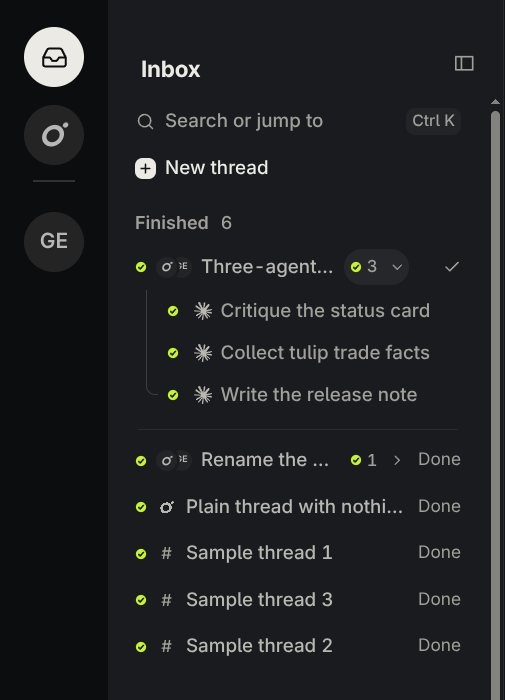 Inbox
Search or jump to Ctrl K
New thread
Finished 6
GE
GE Three-agent... 3
Critique the status card
Collect tulip trade facts
Write the release note
GE Rename the ... 1 Done
Plain thread with nothi... Done
# Sample thread 1 Done
# Sample thread 3 Done
# Sample thread 2 Done